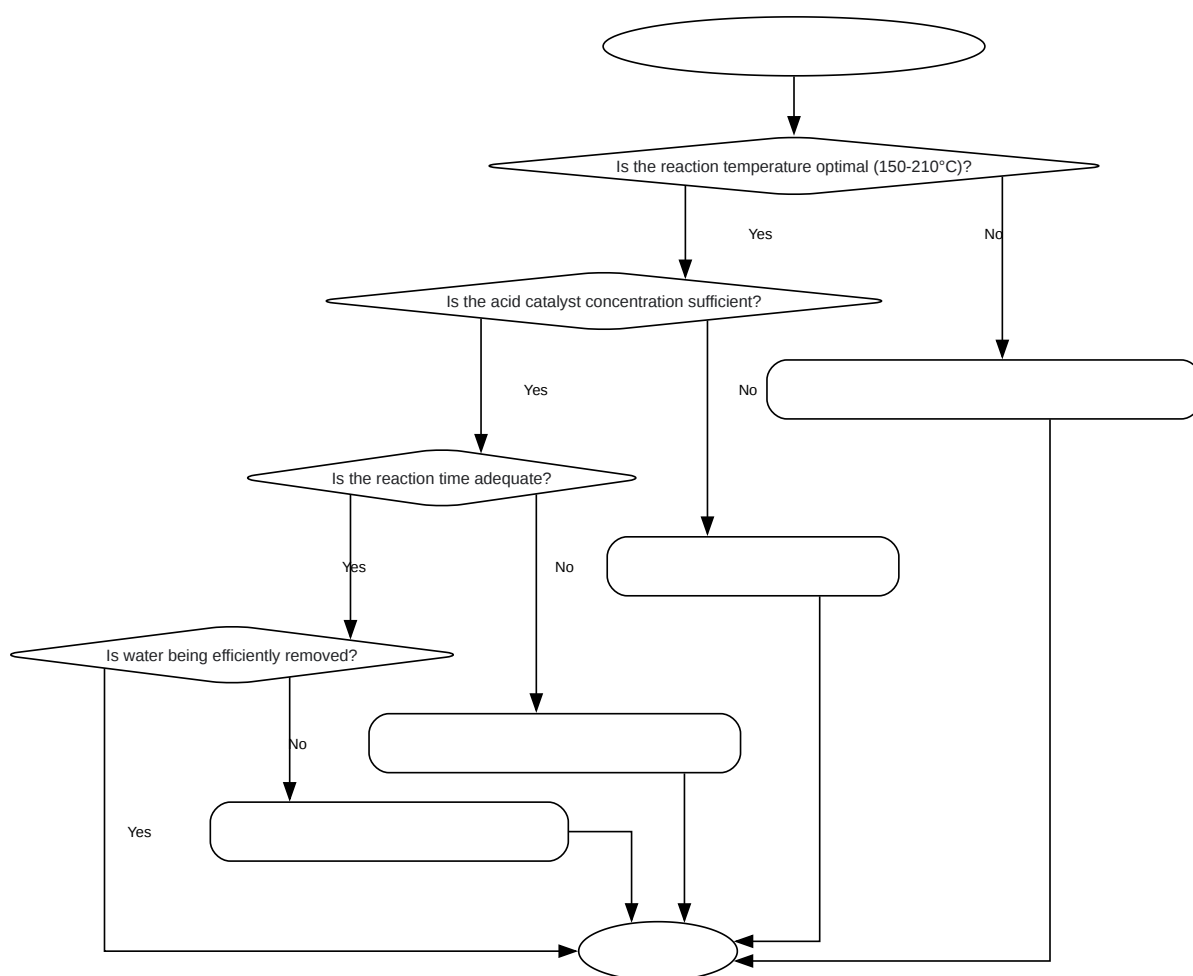 Is the reaction temperature optimal (150-210°C)?
Yes
No
Is the acid catalyst concentration sufficient?
Yes
No
Is the reaction time adequate?
Yes
No
Is water being efficiently removed?
No
Yes